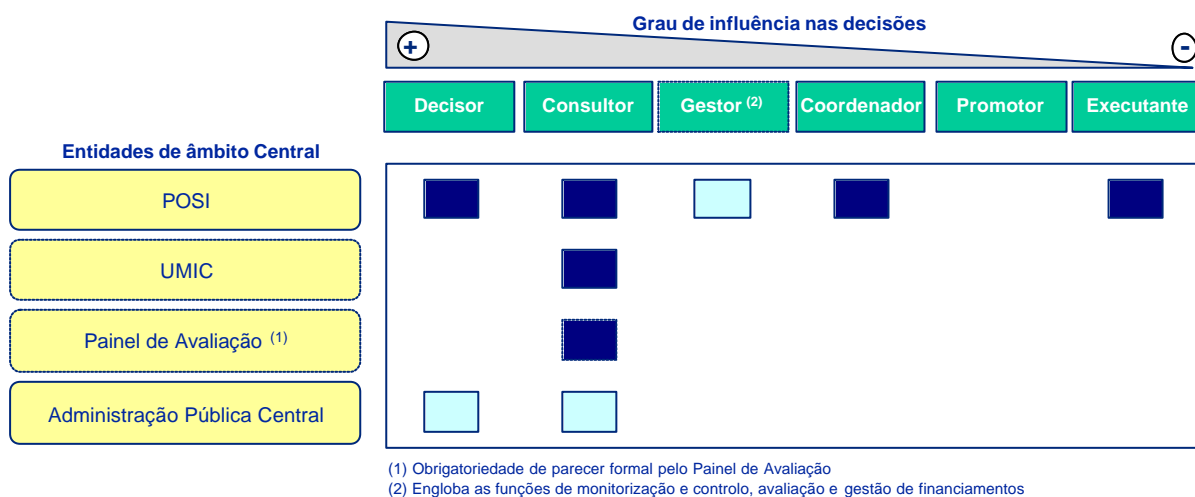 Grau de influência nas decisões
+
-
Decisor Consultor Gestor (2) Coordenador Promotor Executante
Entidades de âmbito Central
POSI
UMIC
Painel de Avaliação (1)
Administração Pública Central
(1) Obrigatoriedade de parecer formal pelo Painel de Avaliação
(2) Engloba as funções de monitorização e controlo, avaliação e gestão de financiamentos